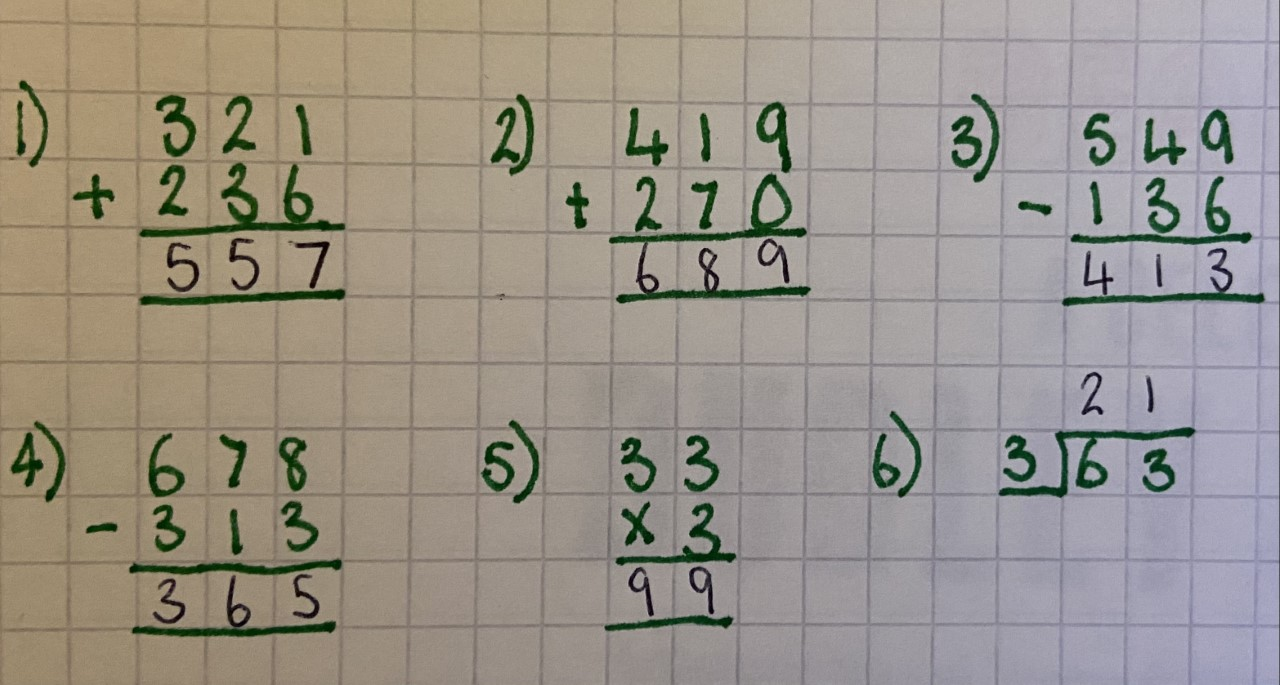 1) 321 2) 419 3) 549
+ 236 + 270 - 136
557 689 413
21
4) 678 5) 33 6) 3 63
- 313 x 3
365 99